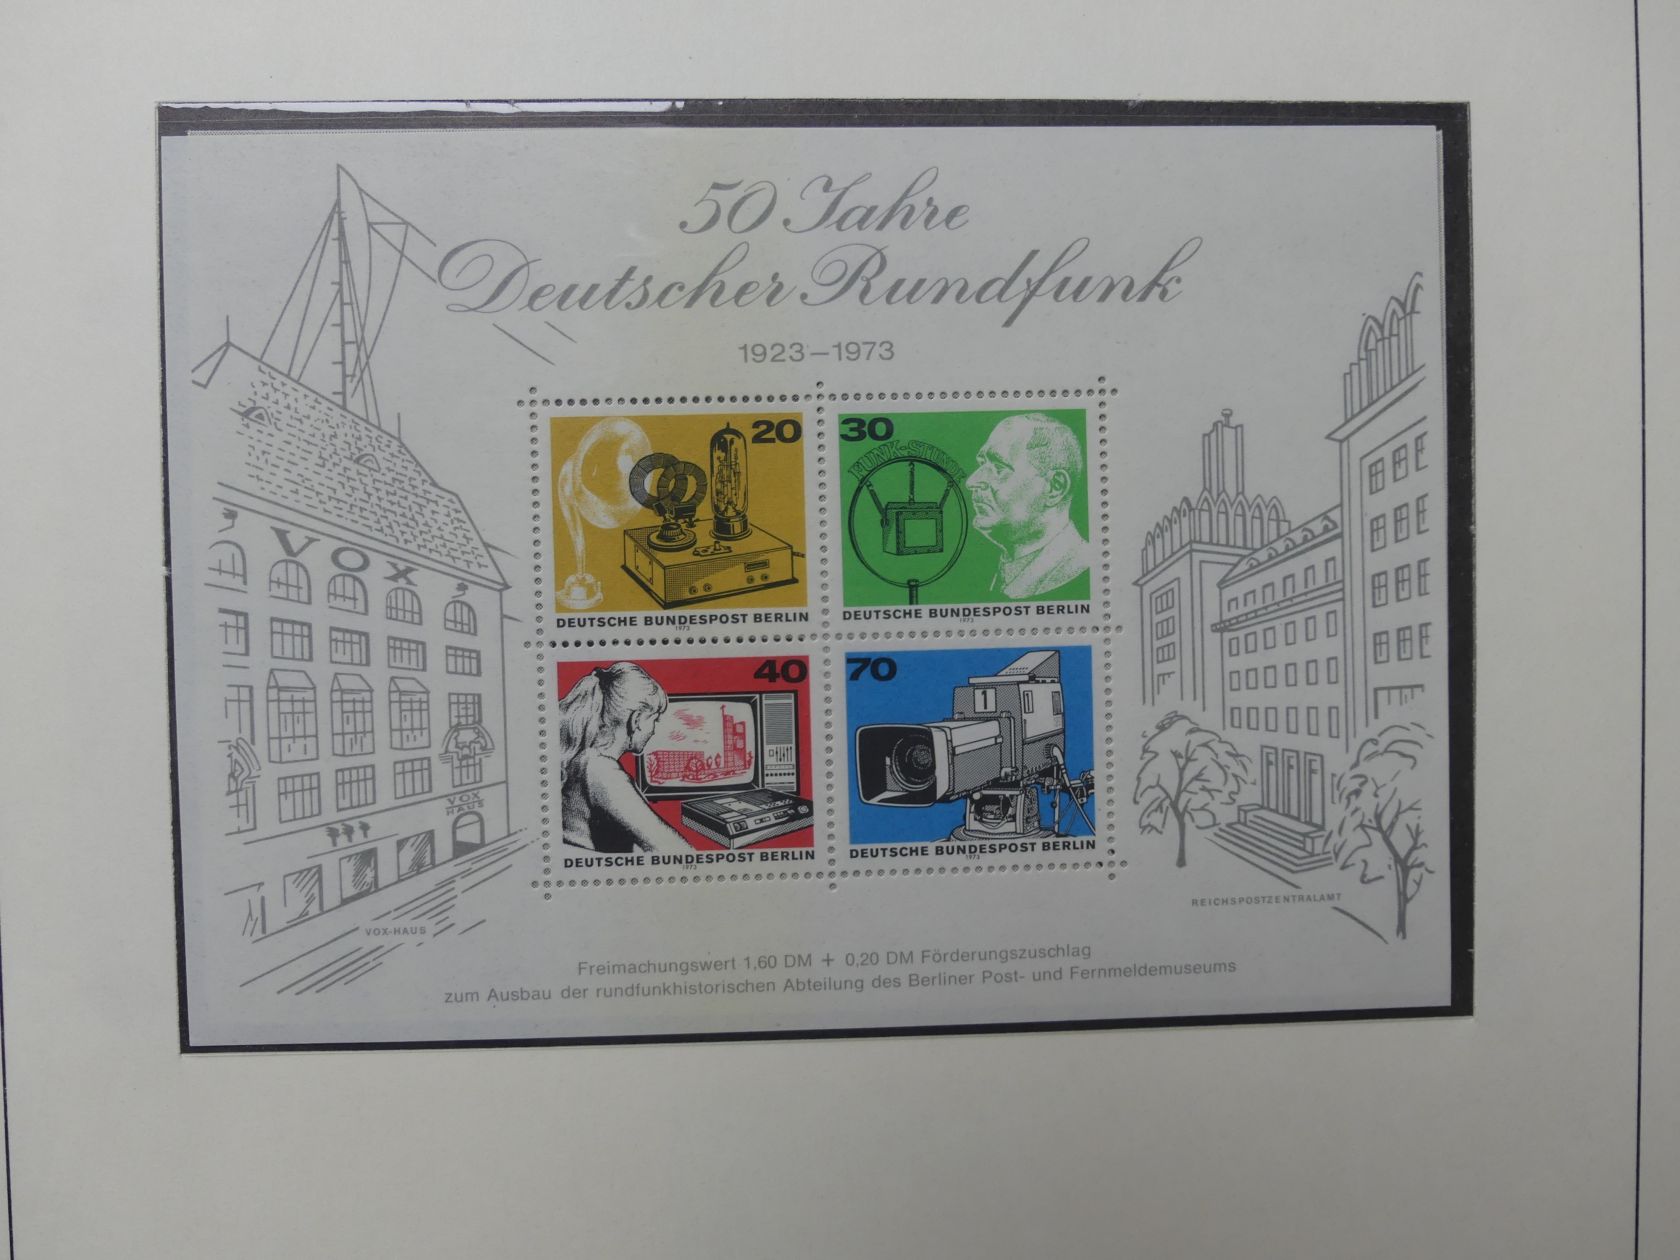 50 Jahre
Deutscher Rundfunk
1923–1973
20
DEUTSCHE BUNDESPOST BERLIN
1973
30
FUNK-STUNDE
DEUTSCHE BUNDESPOST BERLIN
1973
40
DEUTSCHE BUNDESPOST BERLIN
1973
70
1
DEUTSCHE BUNDESPOST BERLIN
1973
VOX
VOX
HAUS
VOX-HAUS
REICHSPOSTZENTRALAMT
Freimachungswert 1,60 DM + 0,20 DM Förderungszuschlag
zum Ausbau der rundfunkhistorischen Abteilung des Berliner Post- und Fernmeldemuseums